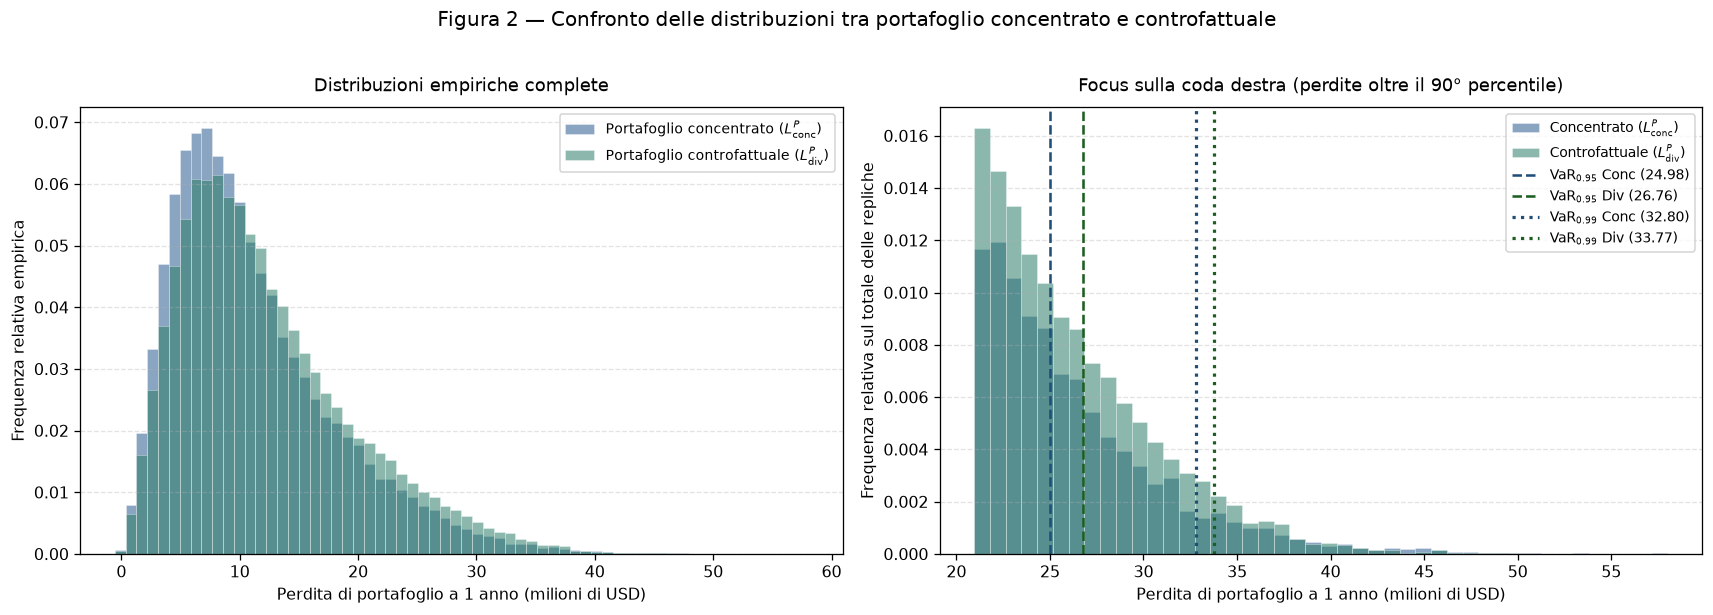 Figura 2 — Confronto delle distribuzioni tra portafoglio concentrato e controfattuale
Distribuzioni empiriche complete
Frequenza relativa empirica
0.07
0.06
0.05
0.04
0.03
0.02
0.01
0.00
Portafoglio concentrato (L^P_conc)
Portafoglio controfattuale (L^P_div)
0 10 20 30 40 50 60
Perdita di portafoglio a 1 anno (milioni di USD)
Focus sulla coda destra (perdite oltre il 90° percentile)
Frequenza relativa sul totale delle repliche
0.016
0.014
0.012
0.010
0.008
0.006
0.004
0.002
0.000
Concentrato (L^P_conc)
Controfattuale (L^P_div)
VaR_0.95 Conc (24.98)
VaR_0.95 Div (26.76)
VaR_0.99 Conc (32.80)
VaR_0.99 Div (33.77)
20 25 30 35 40 45 50 55
Perdita di portafoglio a 1 anno (milioni di USD)